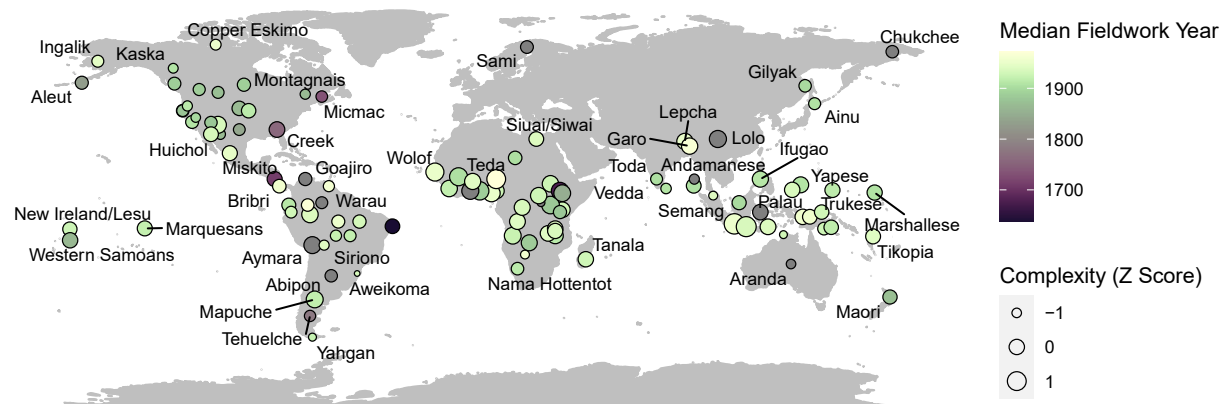 Copper Eskimo
Chukchee
Median Fieldwork Year
Ingalik
Kaska
Sami
Gilyak
1900
Aleut
Montagnais
Micmac
Lepcha
Ainu
1800
Siuai/Siwai
Garo
Lolo
Creek
Huichol
Ifugao
1700
Miskito
Goajiro
Wolof
Teda
Toda
Andamanese
Bribri
Warau
Vedda
Yapese
Palau
Trukese
New Ireland/Lesu
Marquesans
Semang
Marshallese
Western Samoans
Tanala
Tikopia
Aymara
Siriono
Complexity (Z Score)
Abipon
Aweikoma
Nama Hottentot
Aranda
Mapuche
Maori
−1
Tehuelche
0
Yahgan
1